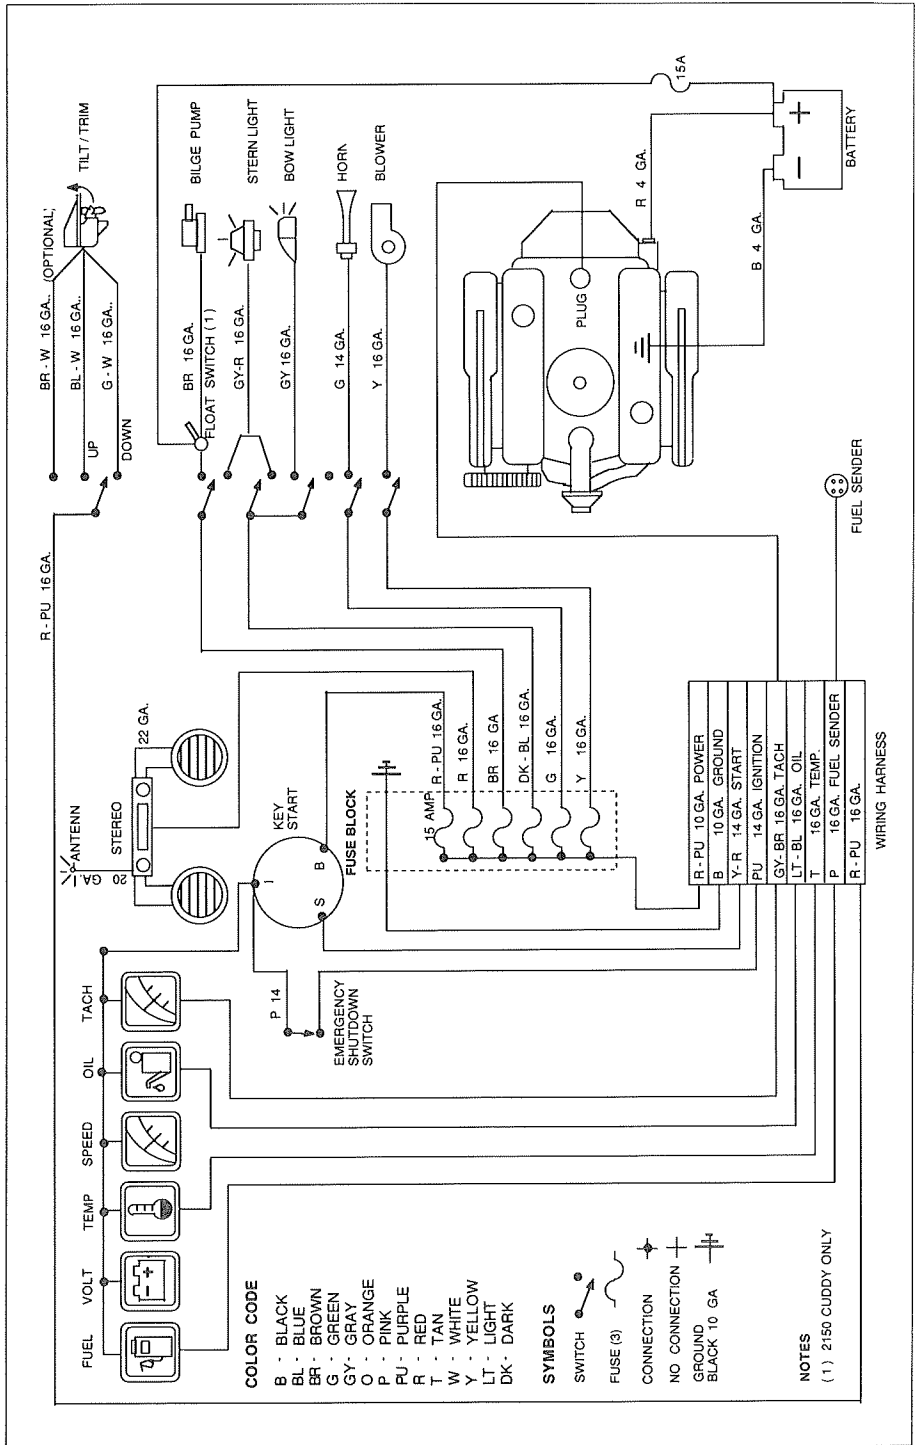 FUEL
VOLT
TEMP
SPEED
OIL
TACH
ANTENN
20 GA.
STEREO
22 GA.
R - PU 16 GA.
BR - W 16 GA.. (OPTIONAL)
BL - W 16 GA..
G - W 16 GA..
UP
DOWN
TILT / TRIM
BR 16 GA.
FLOAT SWITCH (1)
GY-R 16 GA.
GY 16 GA.
G 14 GA.
Y 16 GA.
BILGE PUMP
STERN LIGHT
BOW LIGHT
HORN
BLOWER
15A
P 14
EMERGENCY
SHUTDOWN
SWITCH
KEY
START
I
S
B
FUSE BLOCK
15 AMP
R - PU 16 GA.
R 16 GA.
BR 16 GA
DK - BL 16 GA.
G 16 GA.
Y 16 GA.
PLUG
R 4 GA.
B 4 GA.
+
−
BATTERY
FUEL SENDER
R - PU 10 GA. POWER
B 10 GA. GROUND
Y- R 14 GA. START
PU 14 GA. IGNITION
GY- BR 16 GA. TACH
LT - BL 16 GA. OIL
T 16 GA. TEMP.
P 16 GA. FUEL SENDER
R - PU 16 GA.
WIRING HARNESS
COLOR CODE
B - BLACK
BL - BLUE
BR - BROWN
G - GREEN
GY - GRAY
O - ORANGE
P - PINK
PU - PURPLE
R - RED
T - TAN
W - WHITE
Y - YELLOW
LT - LIGHT
DK - DARK
SYMBOLS
SWITCH
FUSE (3)
CONNECTION
NO CONNECTION
GROUND
BLACK 10 GA
NOTES
(1) 2150 CUDDY ONLY